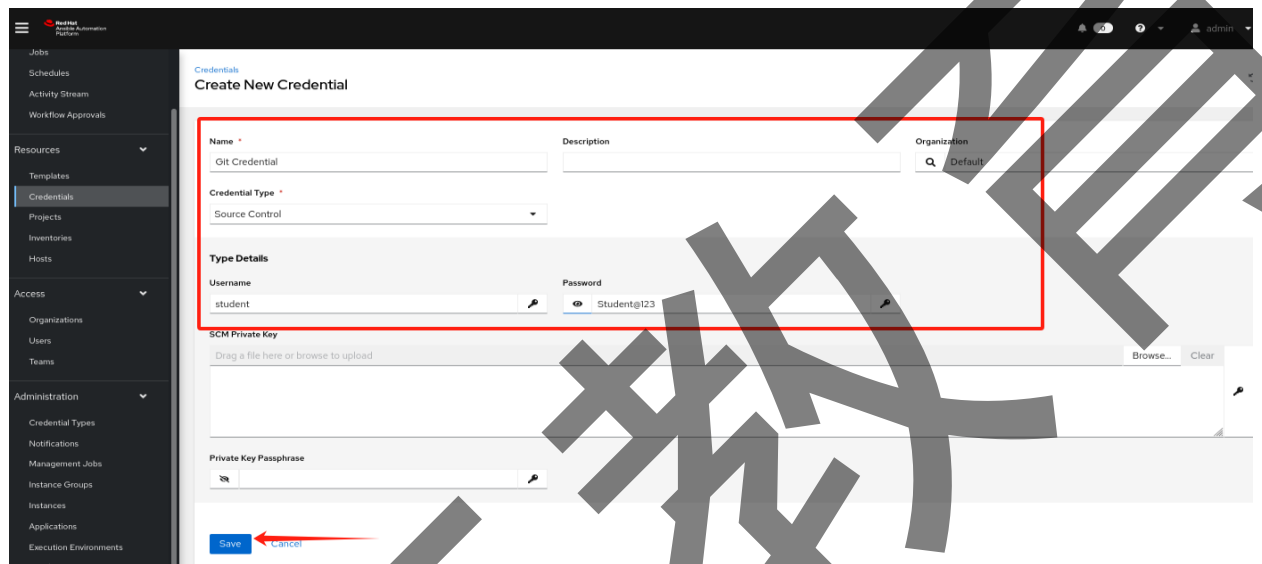 Red Hat
Ansible Automation
Platform
admin
Jobs
Schedules
Activity Stream
Workflow Approvals
Resources
Templates
Credentials
Projects
Inventories
Hosts
Access
Organizations
Users
Teams
Administration
Credential Types
Notifications
Management Jobs
Instance Groups
Instances
Applications
Execution Environments
Credentials
Create New Credential
Name *
Description
Organization
Git Credential
Default
Credential Type *
Source Control
Type Details
Username
Password
student
Student@123
SCM Private Key
Drag a file here or browse to upload
Browse...
Clear
Private Key Passphrase
Save
Cancel